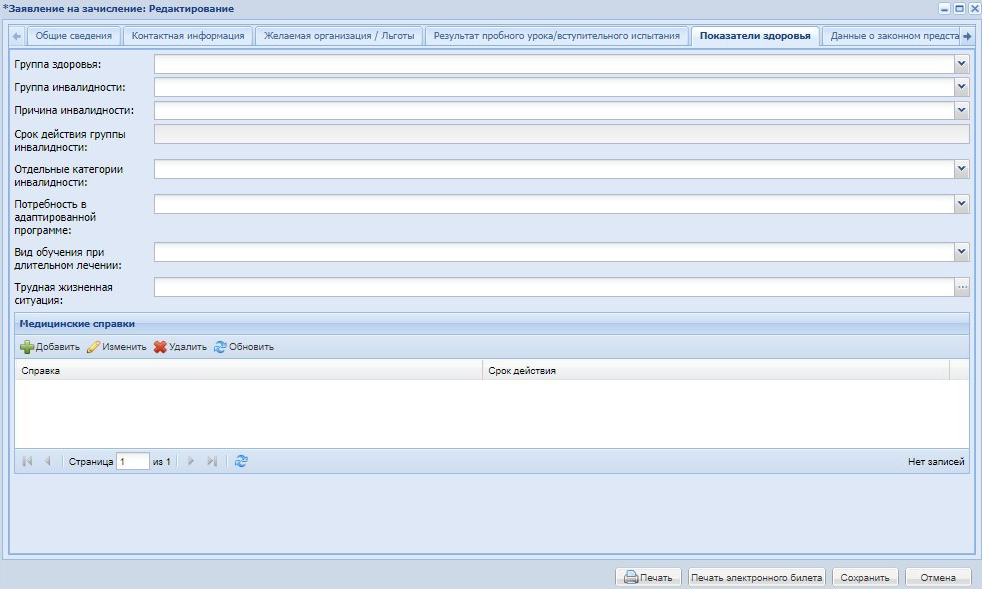 *Заявление на зачисление: Редактирование
Общие сведения
Контактная информация
Желаемая организация / Льготы
Результат пробного урока/вступительного испытания
Показатели здоровья
Данные о законном предста
Группа здоровья:
Группа инвалидности:
Причина инвалидности:
Срок действия группы
инвалидности:
Отдельные категории
инвалидности:
Потребность в
адаптированной
программе:
Вид обучения при
длительном лечении:
Трудная жизненная
ситуация:
Медицинские справки
Добавить Изменить Удалить Обновить
Справка Срок действия
Страница 1 из 1 Нет записей
Печать Печать электронного билета Сохранить Отмена